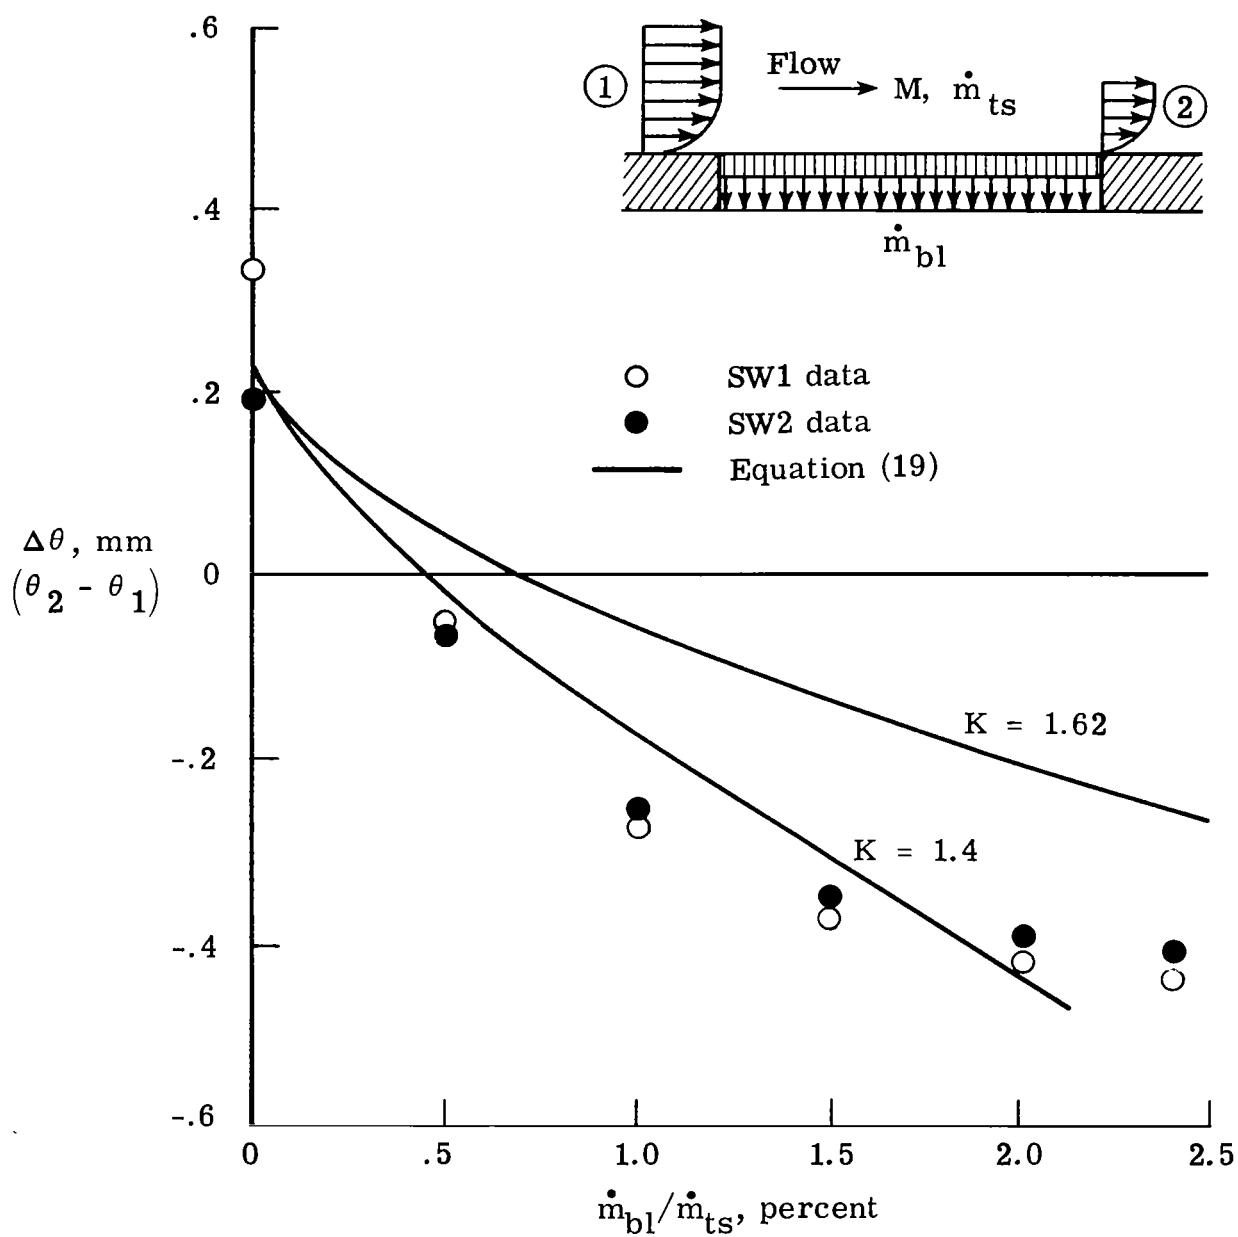 .6
.4
.2
0
-.2
-.4
-.6
Δθ, mm
(θ2 - θ1)
1
Flow
M, ṁts
2
ṁbl
SW1 data
SW2 data
Equation (19)
K = 1.62
K = 1.4
0
.5
1.0
1.5
2.0
2.5
ṁbl/ṁts, percent